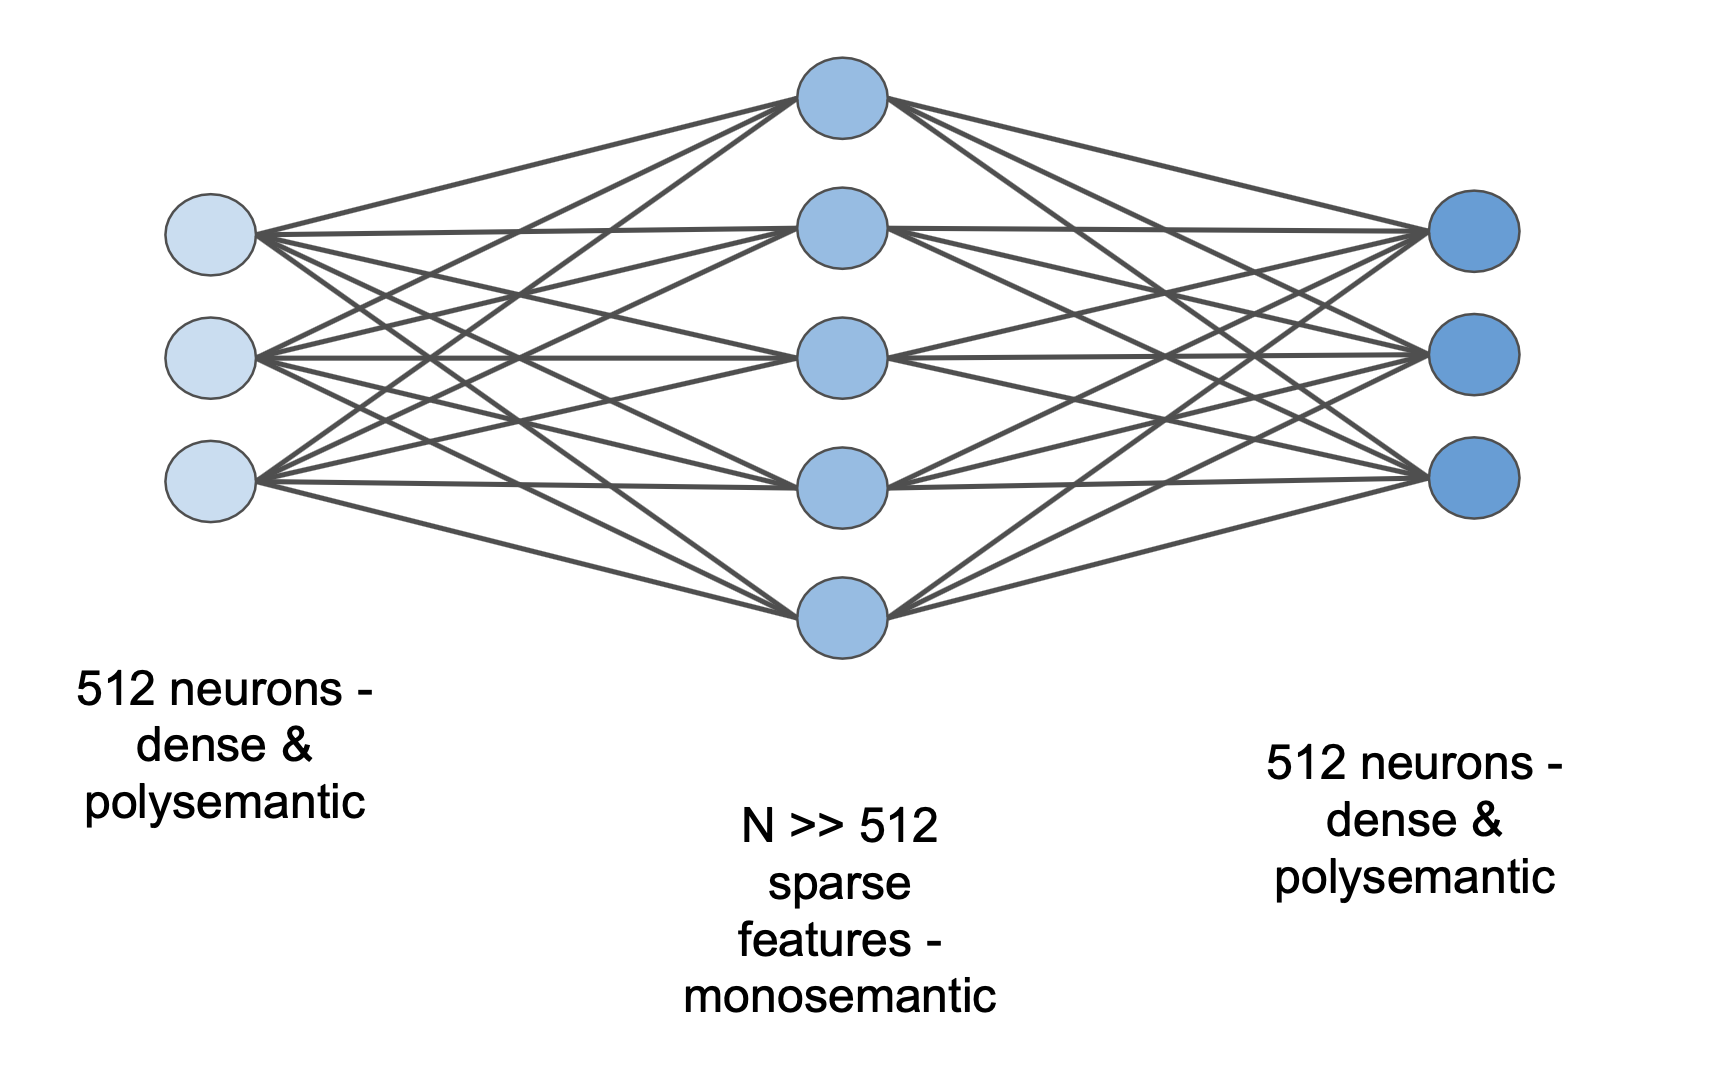 512 neurons -
dense &
polysemantic
N >> 512
sparse
features -
monosemantic
512 neurons -
dense &
polysemantic